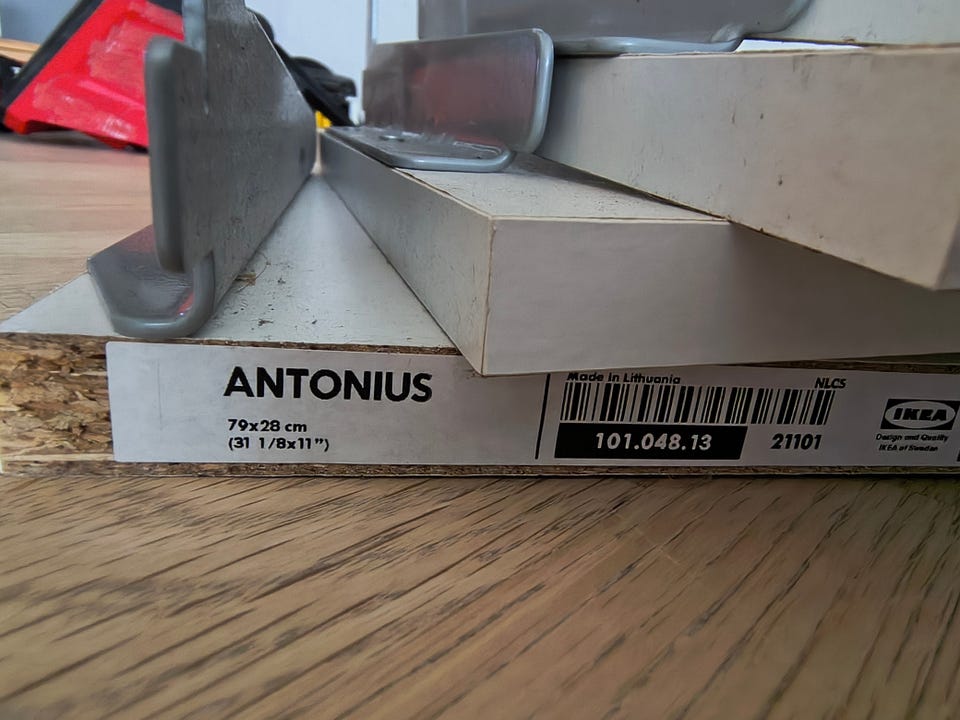 ANTONIUS
79x28 cm
(31 1/8x11")
Made in Lithuania
NLCS
101.048.13
21101
IKEA
Design and Quality
IKEA of Sweden